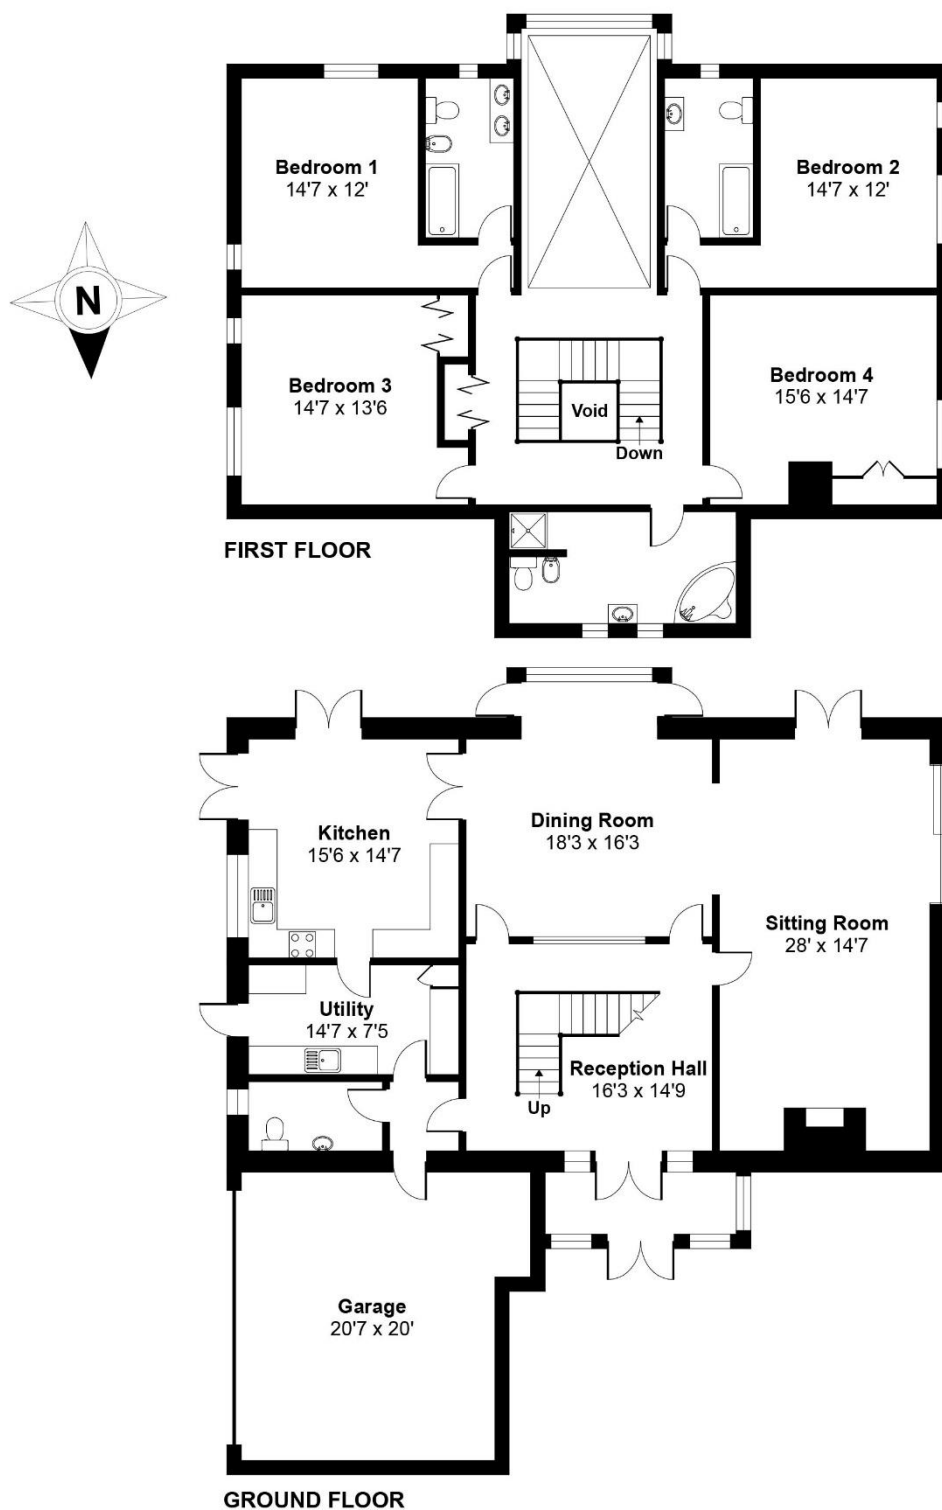 Bedroom 1
14'7 x 12'
Bedroom 2
14'7 x 12'
N
Bedroom 3
14'7 x 13'6
Bedroom 4
15'6 x 14'7
Void
Down
FIRST FLOOR
Kitchen
15'6 x 14'7
Dining Room
18'3 x 16'3
Sitting Room
28' x 14'7
Utility
14'7 x 7'5
Reception Hall
16'3 x 14'9
Up
Garage
20'7 x 20'
GROUND FLOOR